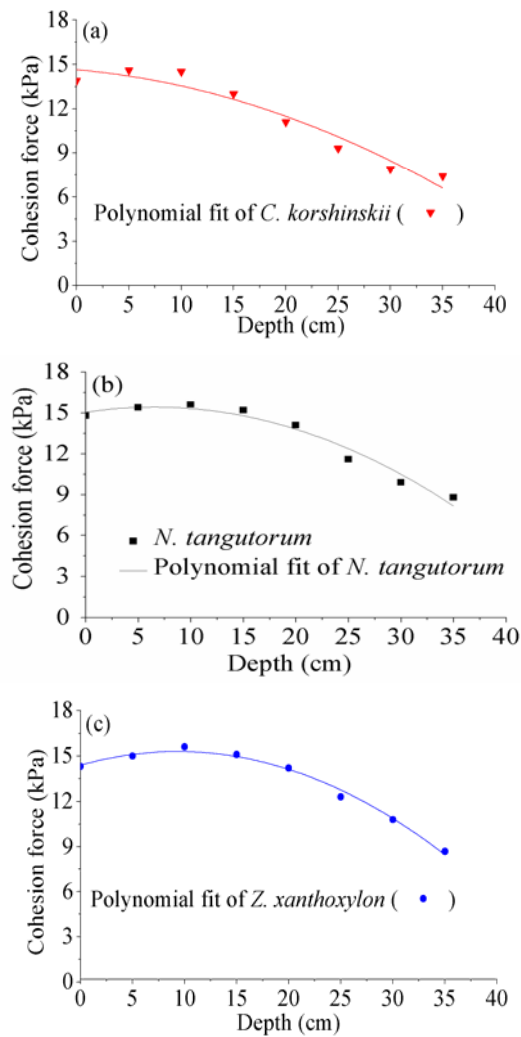 (a)
18
15
12
9
6
3
0
Cohesion force (kPa)
Polynomial fit of C. korshinskii ( )
0 5 10 15 20 25 30 35 40
Depth (cm)
(b)
18
15
12
9
6
3
0
Cohesion force (kPa)
N. tangutorum
Polynomial fit of N. tangutorum
0 5 10 15 20 25 30 35 40
Depth (cm)
(c)
18
15
12
9
6
3
0
Cohesion force (kPa)
Polynomial fit of Z. xanthoxylon ( )
0 5 10 15 20 25 30 35 40
Depth (cm)